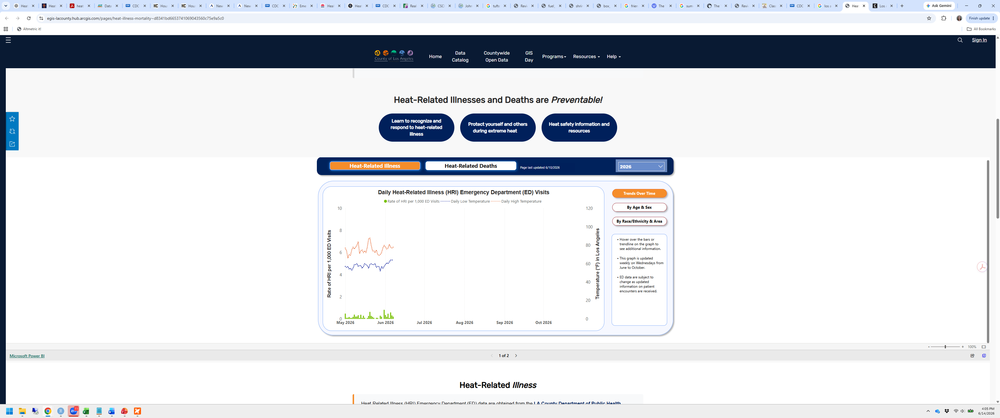 Heat
Heat
heat
Data
CDC
Hou
Hou
New
New
CDC
Eme
Heal
Heat
CDC
Real
CSC
John
tufte
Revi
fuel_
shrin
box_
frien
The
sum
The
Revi
Clas
CDC
los a
Heat
Los A
Ask Gemini
egis-lacounty.hub.arcgis.com/pages/heat-illness-mortality~d8341bd6653741069043560c75e9a5c0
Finish update
Altmetric it!
All Bookmarks
Sign In
County of Los Angeles
Home
Data
Catalog
Countywide
Open Data
GIS
Day
Programs
Resources
Help
Heat-Related Illnesses and Deaths are Preventable!
Learn to recognize and
respond to heat-related
illness
Protect yourself and others
during extreme heat
Heat safety information and
resources
Heat-Related Illness
Heat-Related Deaths
Page last updated 6/10/2026
2026
Daily Heat-Related Illness (HRI) Emergency Department (ED) Visits
Rate of HRI per 1,000 ED Visits
Daily Low Temperature
Daily High Temperature
Rate of HRI per 1,000 ED Visits
10
8
6
4
2
0
May 2026
Jun 2026
Jul 2026
Aug 2026
Sep 2026
Oct 2026
120
100
80
60
40
20
0
Temperature (°F) in Los Angeles
Trends Over Time
By Age & Sex
By Race/Ethnicity & Area
• Hover over the bars or
trendline on the graph to
see additional information.
• This graph is updated
weekly on Wednesdays from
June to October.
• ED data are subject to
change as updated
information on patient
encounters are received.
- + 100%
Microsoft Power BI
1 of 2
Heat-Related Illness
Heat-Related Illness (HRI) Emergency Department (ED) data are obtained from the LA County Department of Public Health
R
zm
11
4:05 PM
6/14/2026